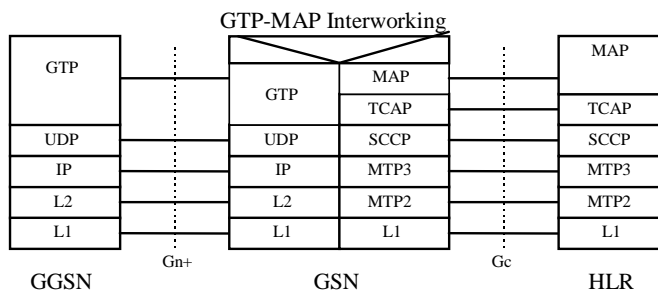 GTP-MAP Interworking
GTP
GTP
MAP
MAP
TCAP
TCAP
UDP
UDP
SCCP
SCCP
IP
IP
MTP3
MTP3
L2
L2
MTP2
MTP2
L1
L1
L1
L1
Gn+
Gc
GGSN
GSN
HLR